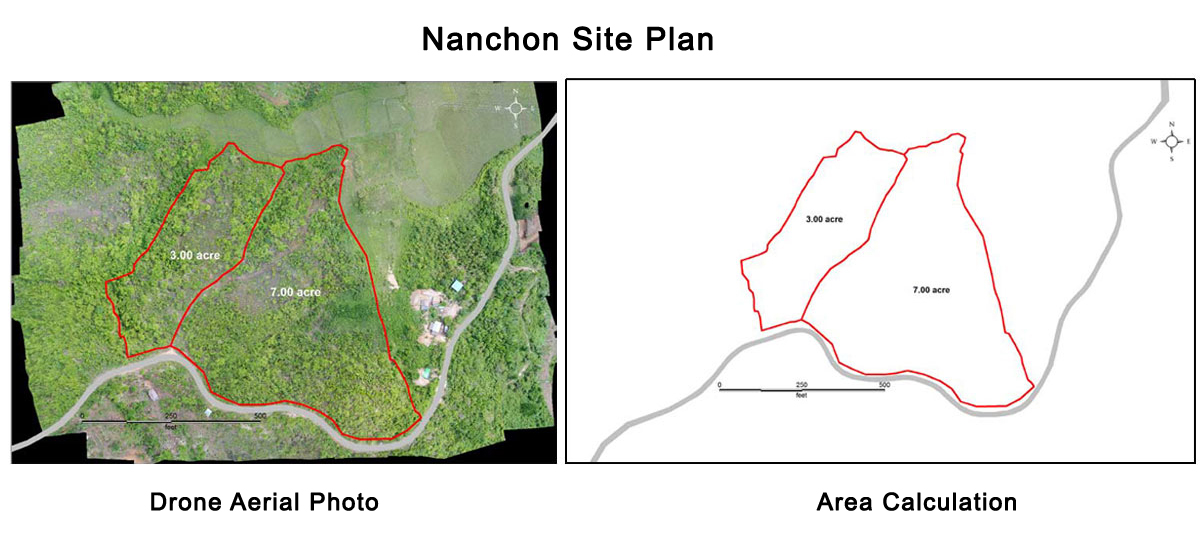 Nanchon Site Plan
N
W E
S
3.00 acre
7.00 acre
0 250 500
feet
Drone Aerial Photo
N
W E
S
3.00 acre
7.00 acre
0 250 500
feet
Area Calculation